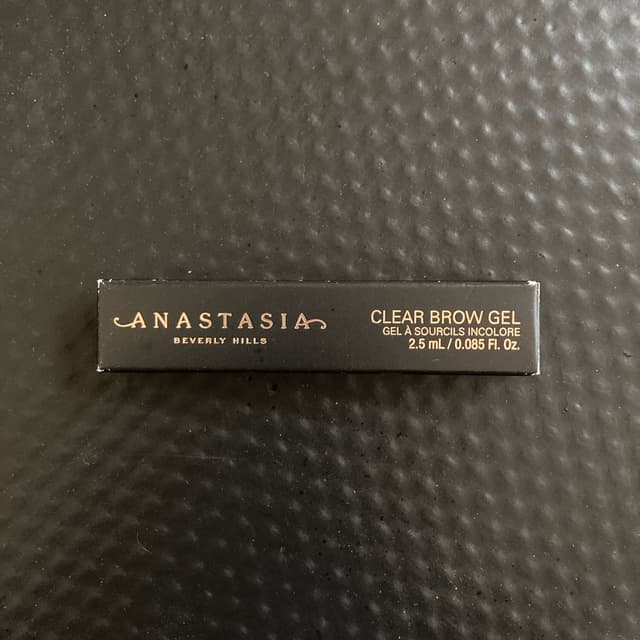 ANASTASIA
BEVERLY HILLS
CLEAR BROW GEL
GEL À SOURCILS INCOLORE
2.5 mL / 0.085 Fl. Oz.